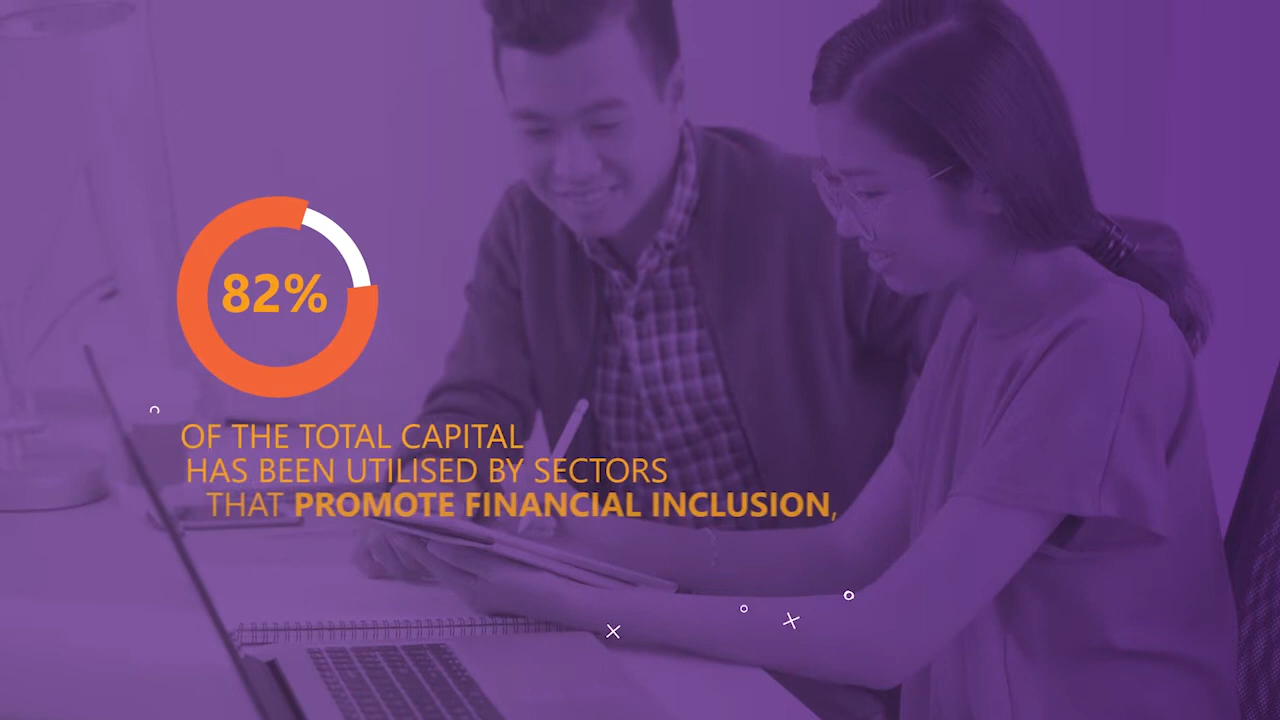 82%
OF THE TOTAL CAPITAL
HAS BEEN UTILISED BY SECTORS
THAT PROMOTE FINANCIAL INCLUSION,